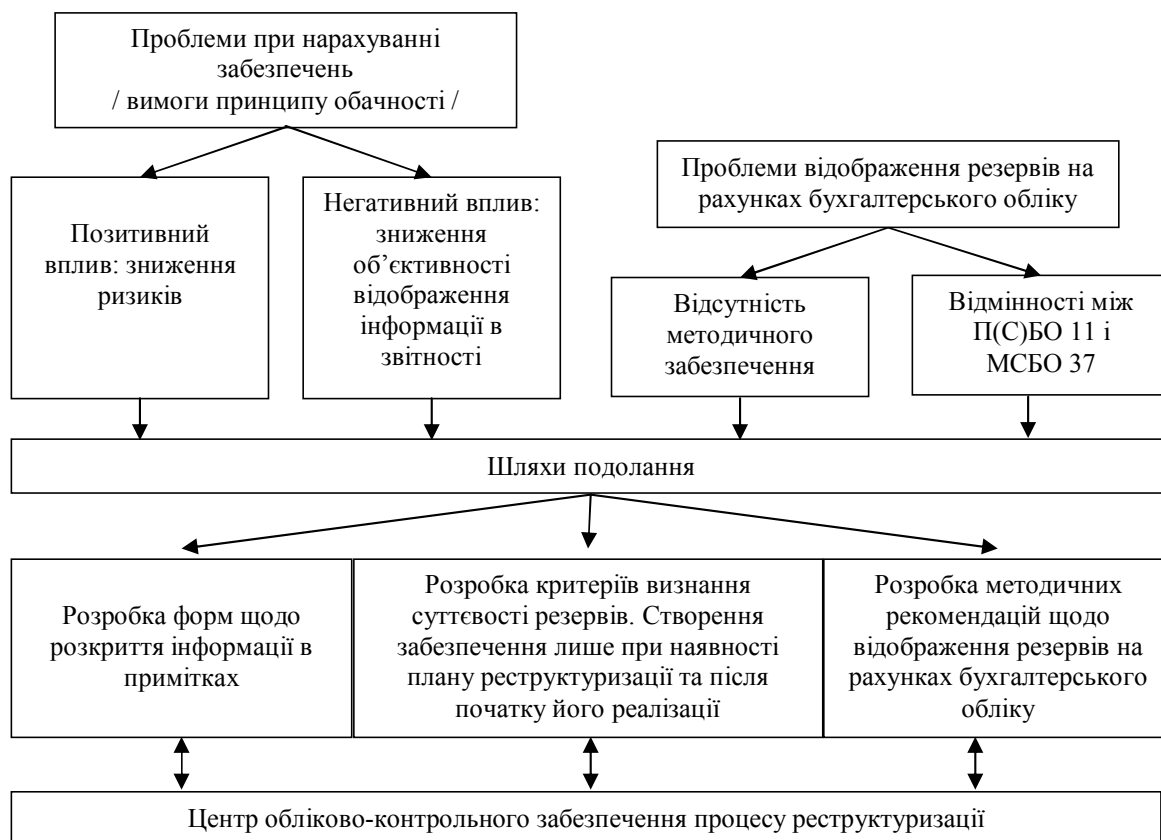 Проблеми при нарахуванні
забезпечень
/ вимоги принципу обачності /
Проблеми відображення резервів на
рахунках бухгалтерського обліку
Позитивний
вплив: зниження
ризиків
Негативний вплив:
зниження
об’єктивності
відображення
інформації в
звітності
Відсутність
методичного
забезпечення
Відмінності між
П(С)БО 11 і
МСБО 37
Шляхи подолання
Розробка форм щодо
розкриття інформації в
примітках
Розробка критеріїв визнання
суттєвості резервів. Створення
забезпечення лише при наявності
плану реструктуризації та після
початку його реалізації
Розробка методичних
рекомендацій щодо
відображення резервів на
рахунках бухгалтерського
обліку
Центр обліково-контрольного забезпечення процесу реструктуризації